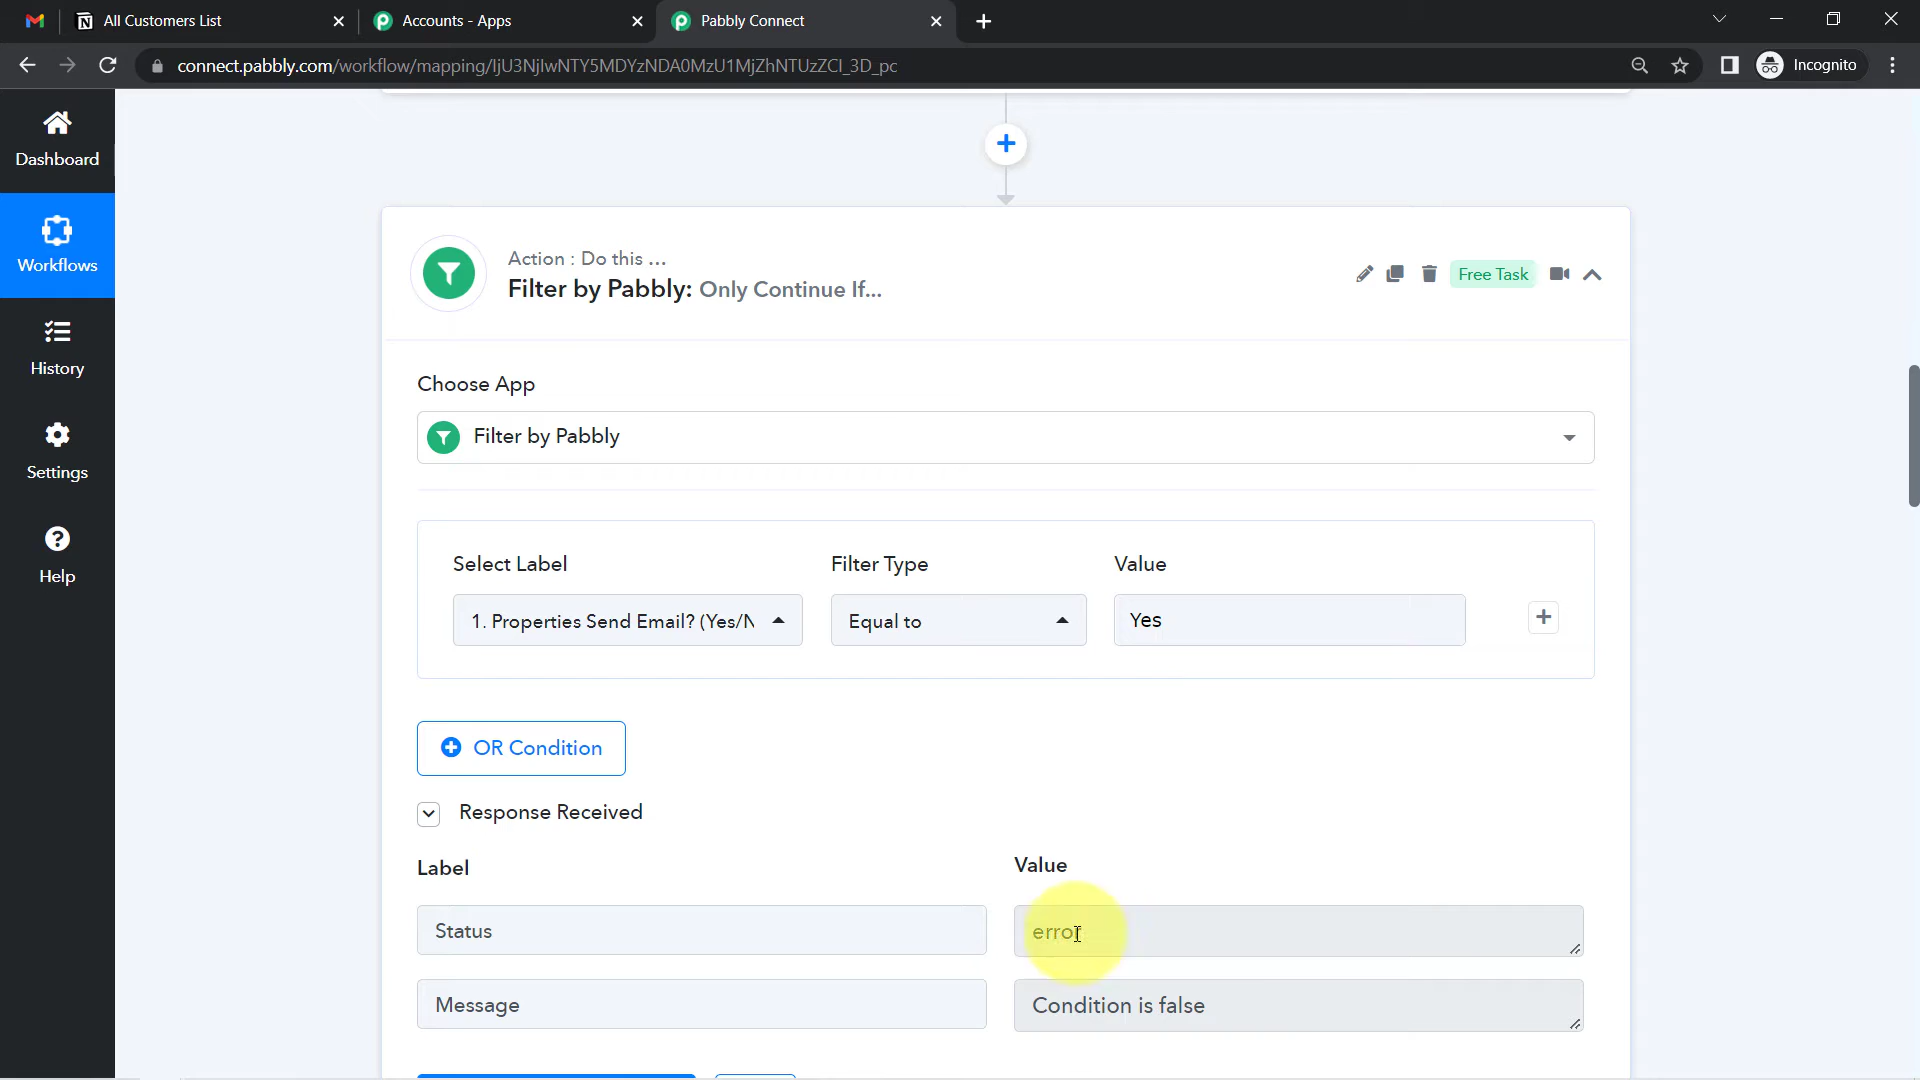 All Customers List
Accounts - Apps
Pabbly Connect
connect.pabbly.com/workflow/mapping/IjU3NjIwNTY5MDYzNDA0MzU1MjZhNTUzZCI_3D_pc
Incognito
Dashboard
Workflows
History
Settings
Help
Action : Do this ...
Filter by Pabbly: Only Continue If...
Free Task
Choose App
Filter by Pabbly
Select Label
Filter Type
Value
1. Properties Send Email? (Yes/N
Equal to
Yes
OR Condition
Response Received
Label
Value
Status
error
Message
Condition is false